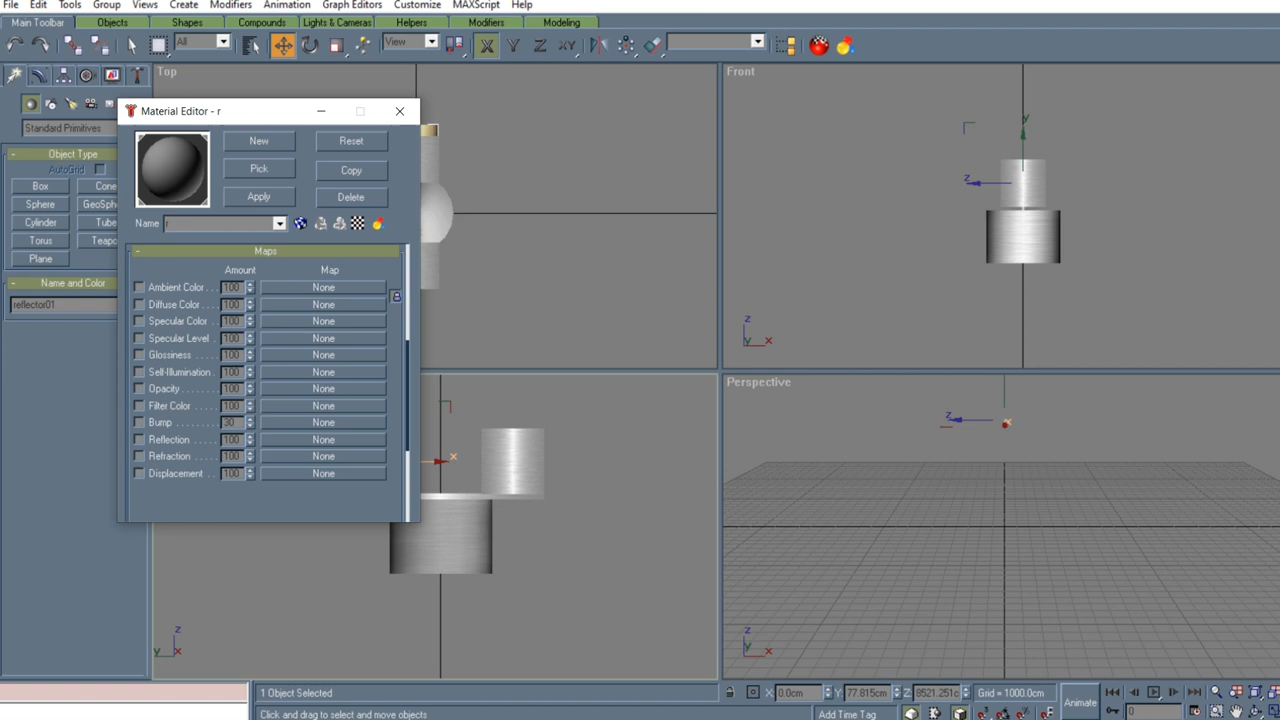 File Edit Tools Group Views Create Modifiers Animation Graph Editors Customize MAXScript Help
Main Toolbar Objects Shapes Compounds Lights & Cameras Helpers Modifiers Modeling
All View X Y Z XY
Top
Front
Material Editor - r
Standard Primitives
New Reset
Object Type
AutoGrid
Pick Copy
Box Cone
Apply Delete
Sphere GeoSphe
Cylinder Tube
Name r
Torus Teapo
Plane
Maps
Name and Color
reflector01
Amount Map
Ambient Color . . 100 None
Diffuse Color . . . . 100 None
Specular Color . . 100 None
Specular Level . . 100 None
Glossiness . . . . . 100 None
Self-Illumination . 100 None
Opacity . . . . . . . . 100 None
Filter Color . . . . . 100 None
Bump . . . . . . . . . 30 None
Reflection . . . . . 100 None
Refraction . . . . . 100 None
Displacement . . 100 None
y
z
z
y x
Perspective
z
x
x
z
y x
z
y x
1 Object Selected
X 0.0cm Y 77.815cm Z 8521.251c Grid = 1000.0cm
Animate
Click and drag to select and move objects
Add Time Tag
0